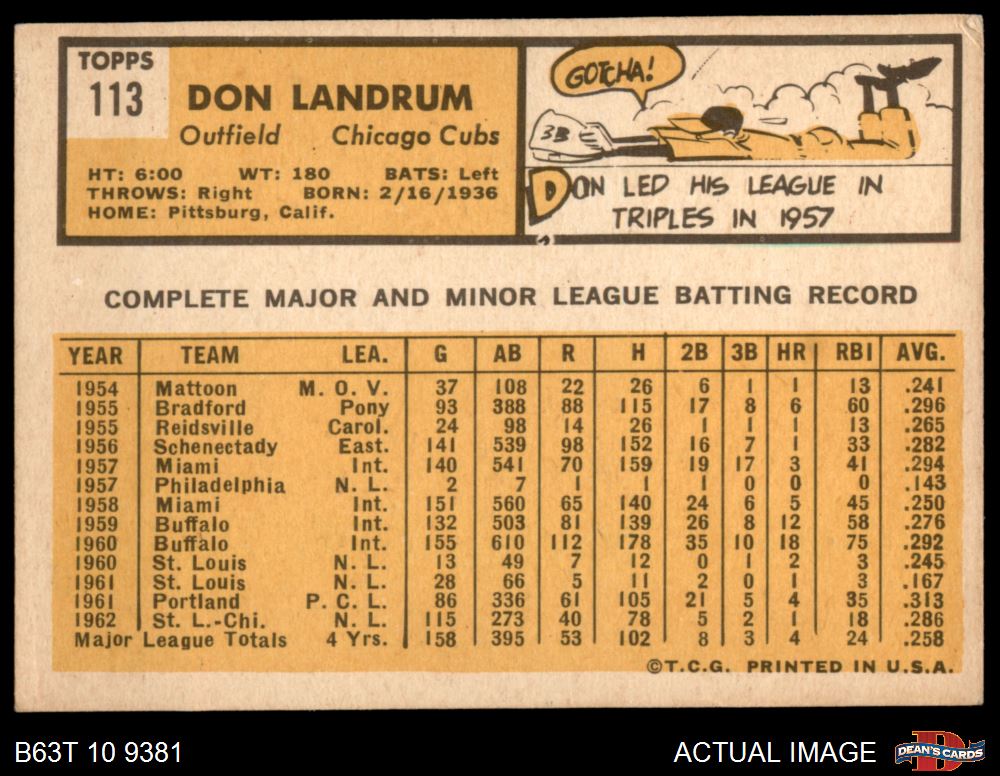 TOPPS
113
DON LANDRUM
Outfield Chicago Cubs
HT: 6:00 WT: 180 BATS: Left
THROWS: Right BORN: 2/16/1936
HOME: Pittsburg, Calif.
GOTCHA!
3B
DON LED HIS LEAGUE IN
TRIPLES IN 1957
COMPLETE MAJOR AND MINOR LEAGUE BATTING RECORD
YEAR TEAM LEA. G AB R H 2B 3B HR RBI AVG.
1954 Mattoon M. O. V. 37 108 22 26 6 1 1 13 .241
1955 Bradford Pony 93 388 88 115 17 8 6 60 .296
1955 Reidsville Carol. 24 98 14 26 1 1 1 13 .265
1956 Schenectady East. 141 539 98 152 16 7 1 33 .282
1957 Miami Int. 140 541 70 159 19 17 3 41 .294
1957 Philadelphia N. L. 2 7 1 1 1 0 0 0 .143
1958 Miami Int. 151 560 65 140 24 6 5 45 .250
1959 Buffalo Int. 132 503 81 139 26 8 12 58 .276
1960 Buffalo Int. 155 610 112 178 35 10 18 75 .292
1960 St. Louis N. L. 13 49 7 12 0 1 2 3 .245
1961 St. Louis N. L. 28 66 5 11 2 0 1 3 .167
1961 Portland P. C. L. 86 336 61 105 21 5 4 35 .313
1962 St. L.-Chi. N. L. 115 273 40 78 5 2 1 18 .286
Major League Totals 4 Yrs. 158 395 53 102 8 3 4 24 .258
©T.C.G. PRINTED IN U.S.A.
B63T 10 9381
ACTUAL IMAGE
DEAN'S CARDS